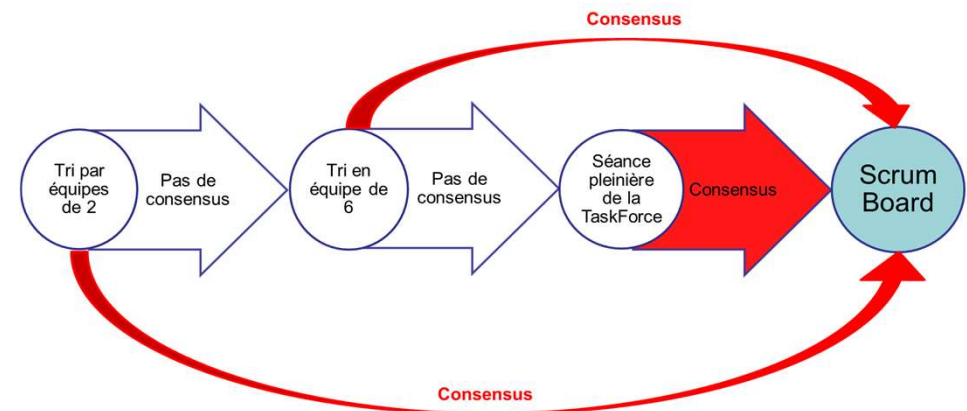 Consensus
Tri par
équipes
de 2
Pas de
consensus
Tri en
équipe de
6
Pas de
consensus
Séance
pleinière
de la
TaskForce
Consensus
Scrum
Board
Consensus